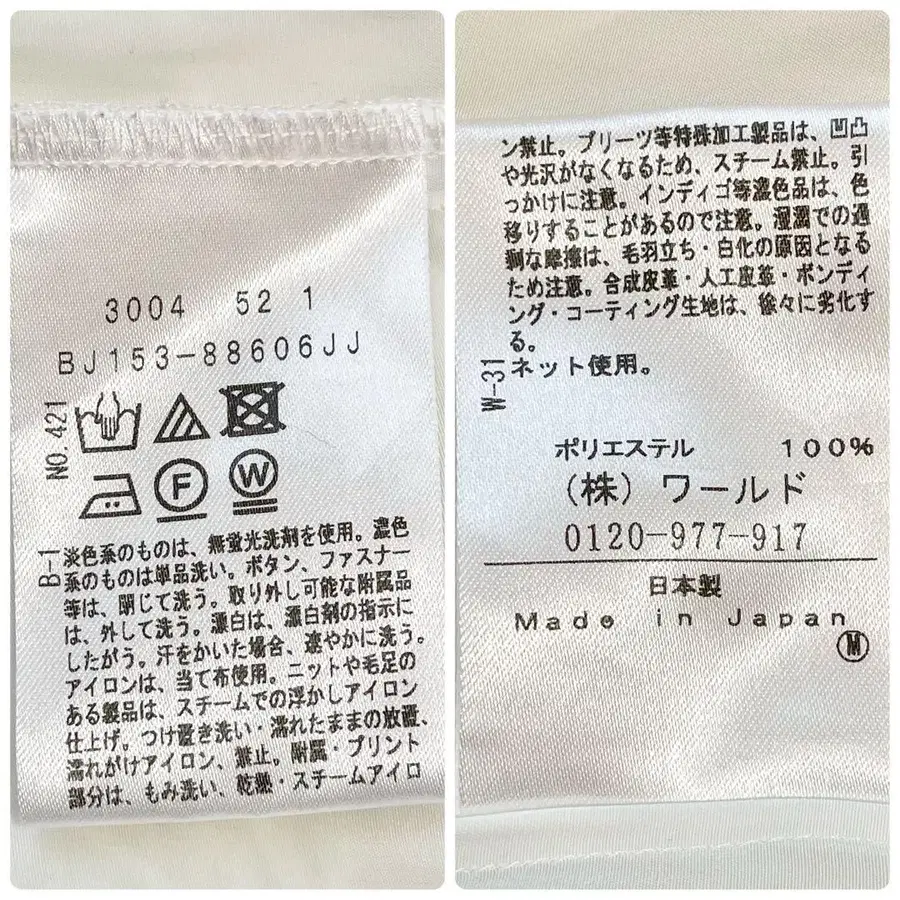 3004 52 1
BJ153-88606JJ
NO.421
F
W
B-1
淡色系のものは、無蛍光洗剤を使用。濃色
系のものは単品洗い。ボタン、ファスナー
等は、閉じて洗う。取り外し可能な附属品
は、外して洗う。漂白は、漂白剤の指示に
したがう。汗をかいた場合、速やかに洗う。
アイロンは、当て布使用。ニットや毛足の
ある製品は、スチームでの浮かしアイロン
仕上げ。つけ置き洗い・濡れたままの放置、
濡れがけアイロン、禁止。附属・プリント
部分は、もみ洗い、乾燥・スチームアイロ
ン禁止。プリーツ等特殊加工製品は、凹凸
や光沢がなくなるため、スチーム禁止。引
っかけに注意。インディゴ等濃色品は、色
移りすることがあるので注意。湿潤での過
剰な摩擦は、毛羽立ち・白化の原因となる
ため注意。合成皮革・人工皮革・ボンディ
ング・コーティング生地は、徐々に劣化す
る。
W-31
ネット使用。
ポリエステル 100%
(株)ワールド
0120-977-917
日本製
Made in Japan
M